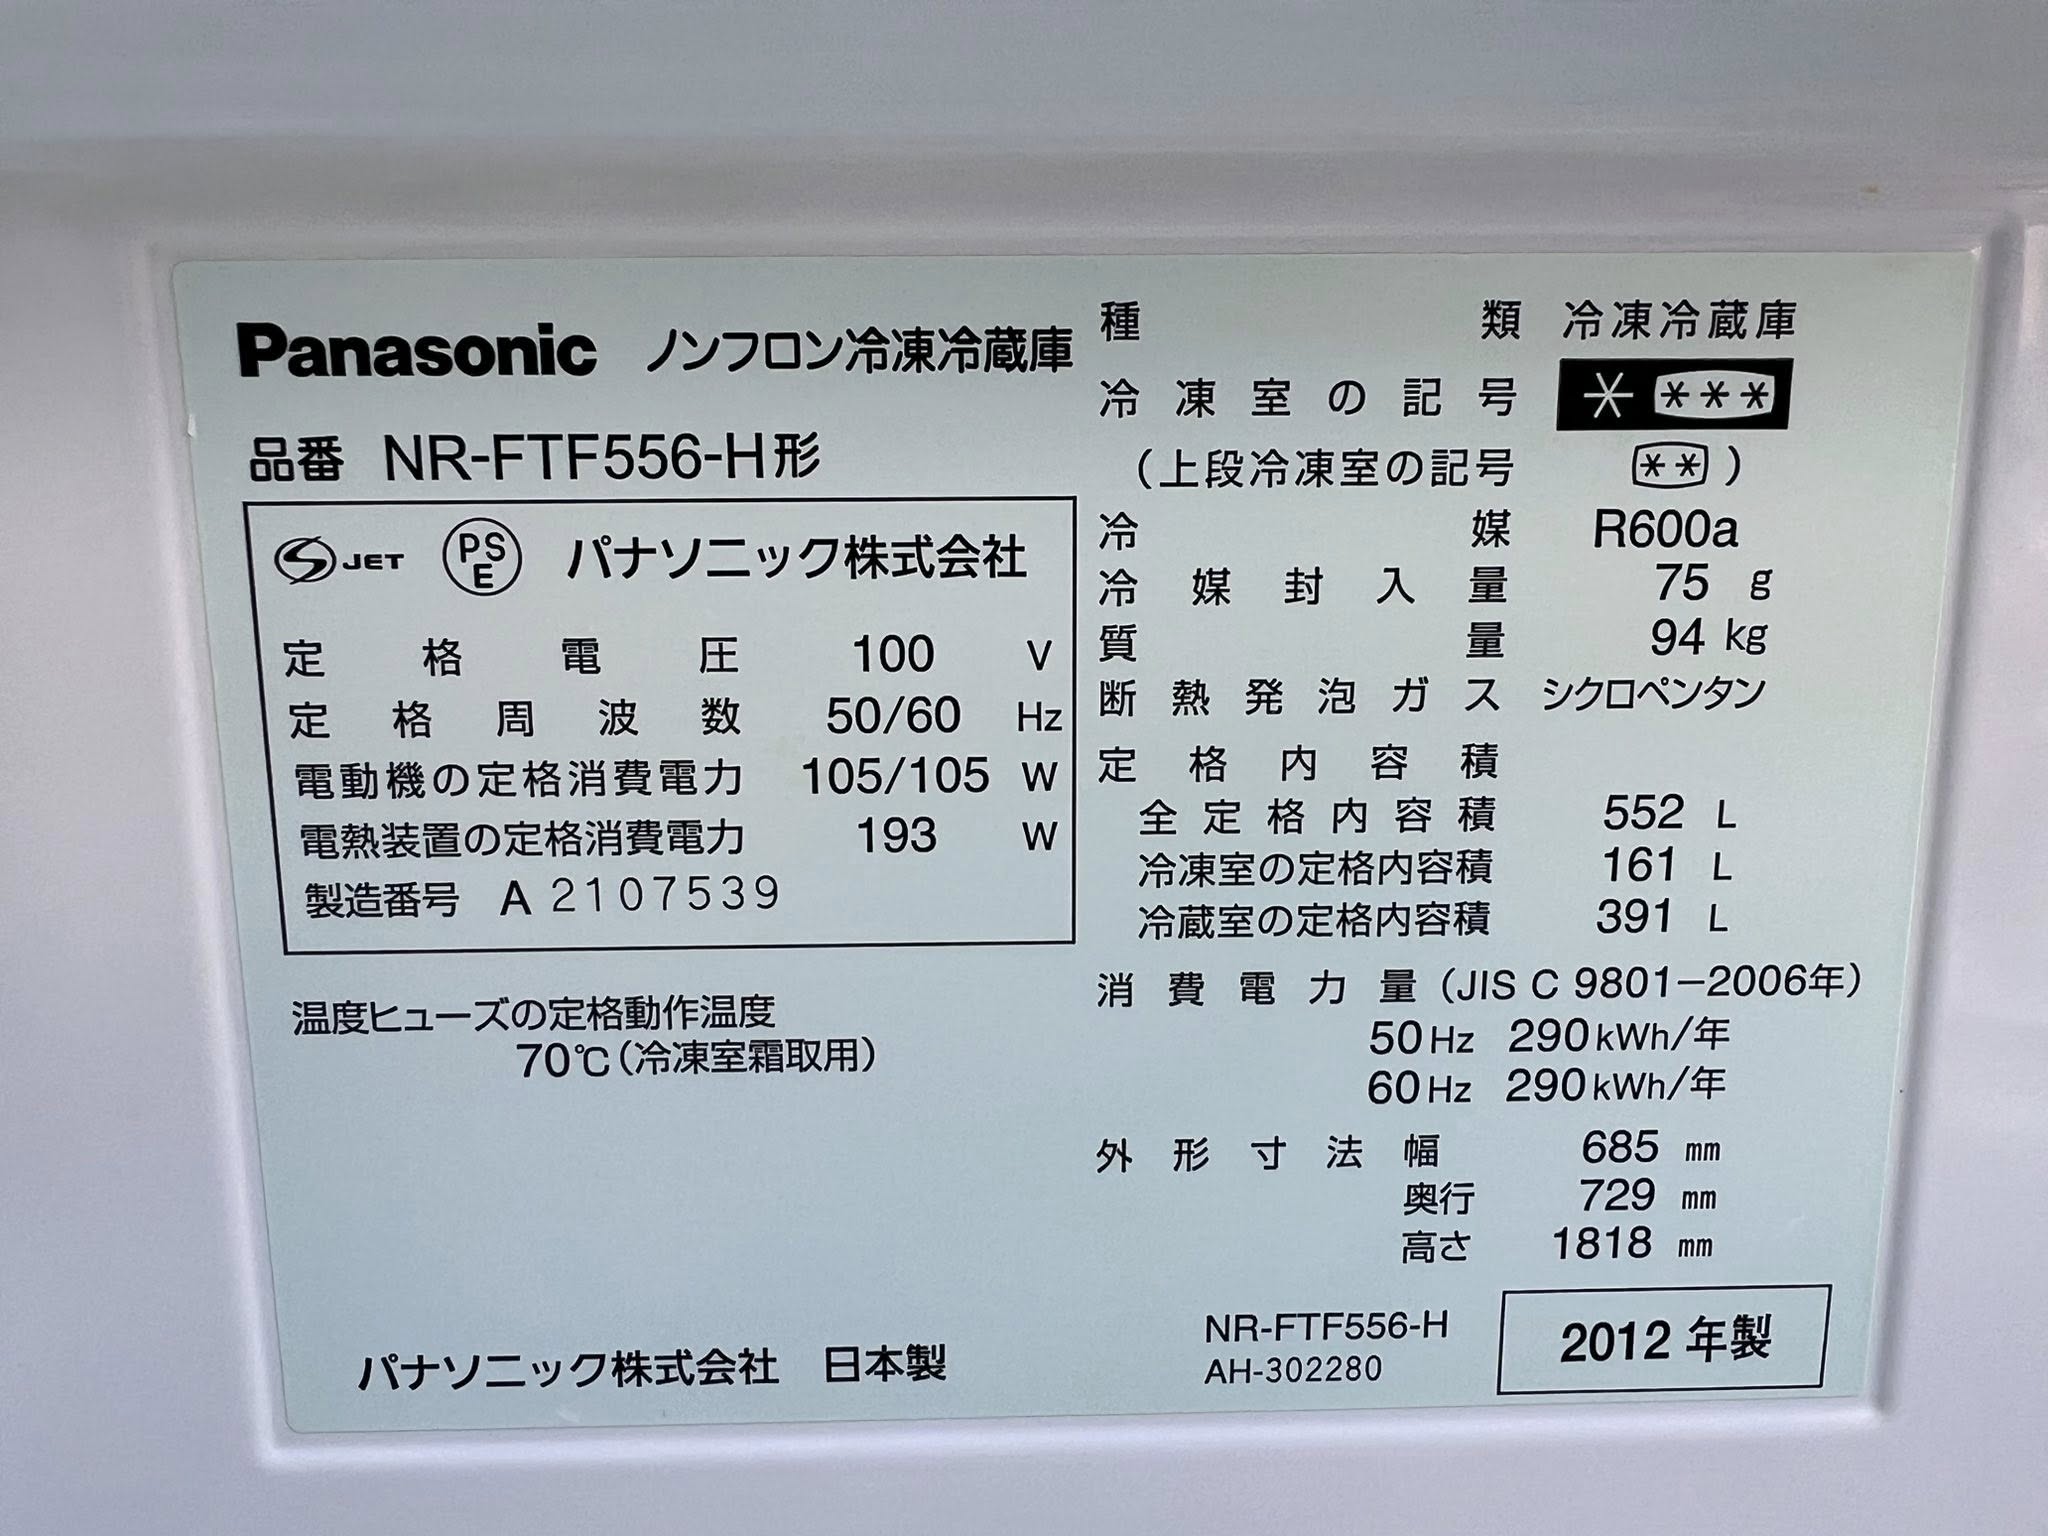 Panasonic ノンフロン冷凍冷蔵庫
品番 NR-FTF556-H形
S JET PSE パナソニック株式会社
定格電圧 100 V
定格周波数 50/60 Hz
電動機の定格消費電力 105/105 W
電熱装置の定格消費電力 193 W
製造番号 A 2107539
温度ヒューズの定格動作温度
70℃(冷凍室霜取用)
パナソニック株式会社 日本製
種類 冷凍冷蔵庫
冷凍室の記号 * ***
(上段冷凍室の記号 **)
冷媒 R600a
冷媒封入量 75 g
質量 94 kg
断熱発泡ガス シクロペンタン
定格内容積
全定格内容積 552 L
冷凍室の定格内容積 161 L
冷蔵室の定格内容積 391 L
消費電力量(JIS C 9801-2006年)
50Hz 290kWh/年
60Hz 290kWh/年
外形寸法 幅 685 mm
奥行 729 mm
高さ 1818 mm
NR-FTF556-H
AH-302280
2012年製